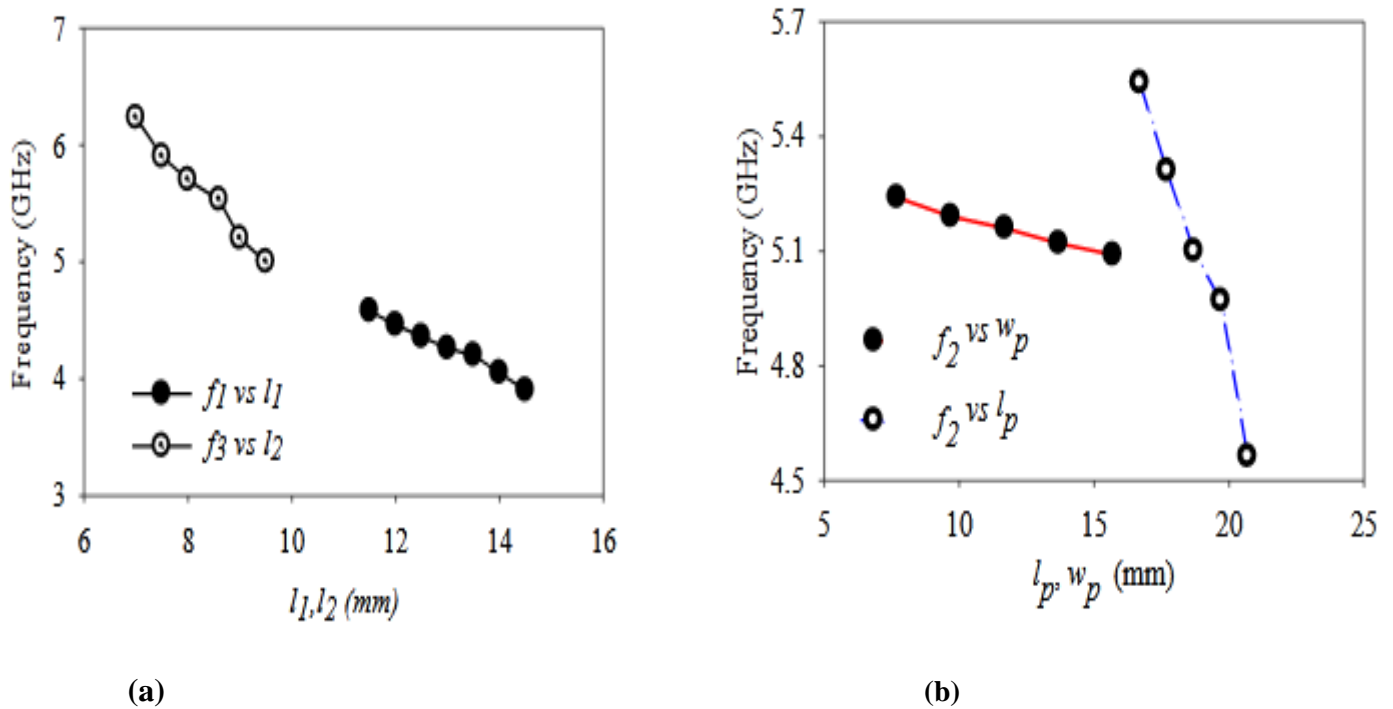 7
6
5
4
3
Frequency (GHz)
f1 vs l1
f3 vs l2
6 8 10 12 14 16
l1,l2 (mm)
(a)
5.7
5.4
5.1
4.8
4.5
Frequency (GHz)
f2 vs wp
f2 vs lp
5 10 15 20 25
lp, wp (mm)
(b)